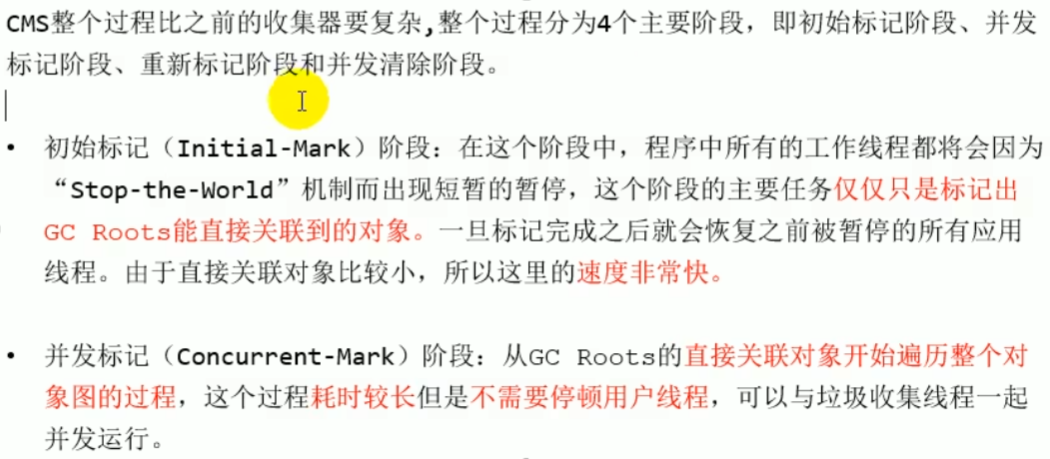 CMS整个过程比之前的收集器要复杂,整个过程分为4个主要阶段，即初始标记阶段、并发
标记阶段、重新标记阶段和并发清除阶段。
• 初始标记（Initial-Mark）阶段：在这个阶段中，程序中所有的工作线程都将会因为
“Stop-the-World”机制而出现短暂的暂停，这个阶段的主要任务仅仅只是标记出
GC Roots能直接关联到的对象。一旦标记完成之后就会恢复之前被暂停的所有应用
线程。由于直接关联对象比较小，所以这里的速度非常快。
• 并发标记（Concurrent-Mark）阶段：从GC Roots的直接关联对象开始遍历整个对
象图的过程，这个过程耗时较长但是不需要停顿用户线程，可以与垃圾收集线程一起
并发运行。